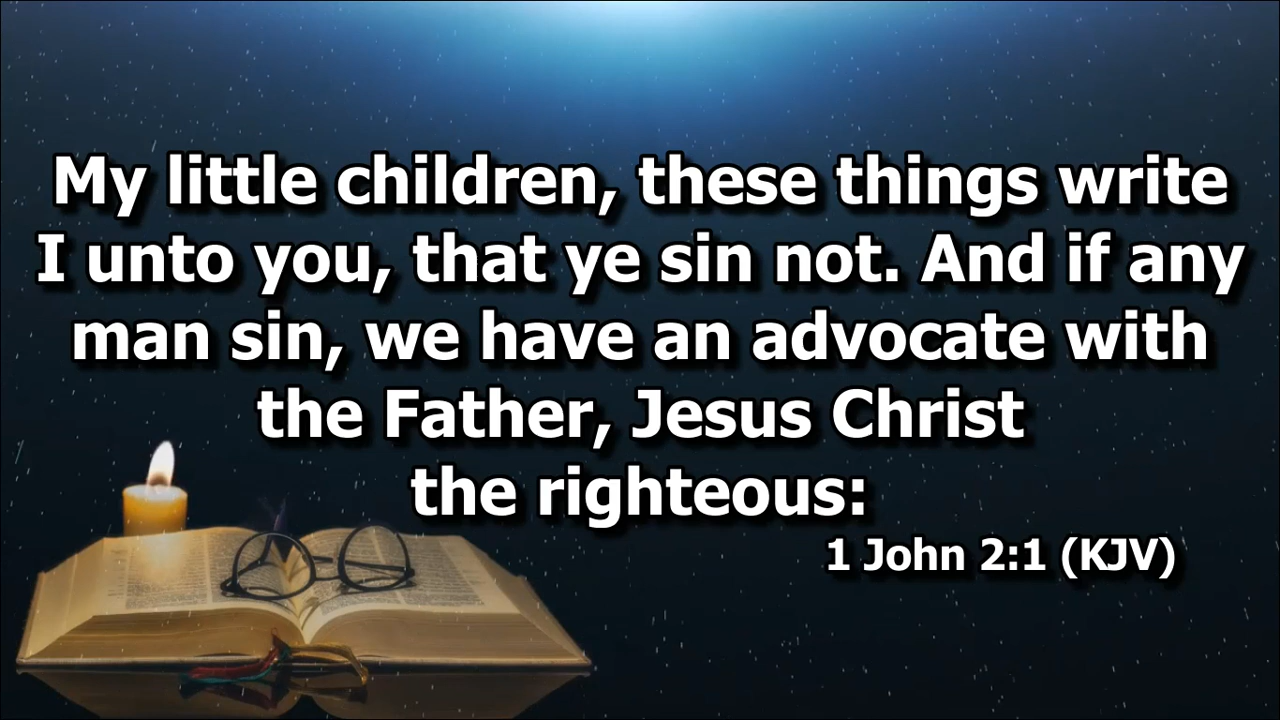 My little children, these things write
I unto you, that ye sin not. And if any
man sin, we have an advocate with
the Father, Jesus Christ
the righteous:
1 John 2:1 (KJV)